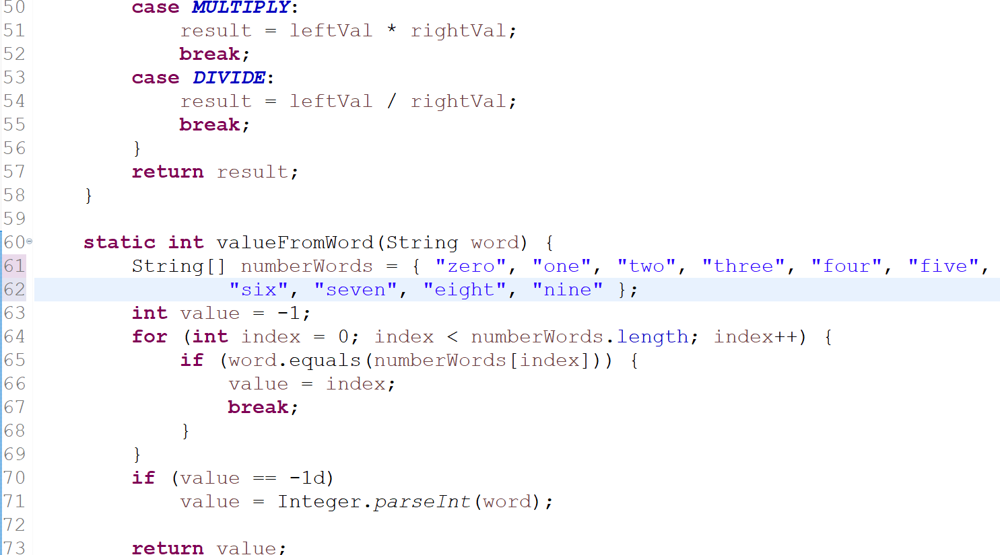 50 case MULTIPLY:
51 result = leftVal * rightVal;
52 break;
53 case DIVIDE:
54 result = leftVal / rightVal;
55 break;
56 }
57 return result;
58 }
59
60 static int valueFromWord(String word) {
61 String[] numberWords = { "zero", "one", "two", "three", "four", "five",
62 "six", "seven", "eight", "nine" };
63 int value = -1;
64 for (int index = 0; index < numberWords.length; index++) {
65 if (word.equals(numberWords[index])) {
66 value = index;
67 break;
68 }
69 }
70 if (value == -1d)
71 value = Integer.parseInt(word);
72
73 return value;